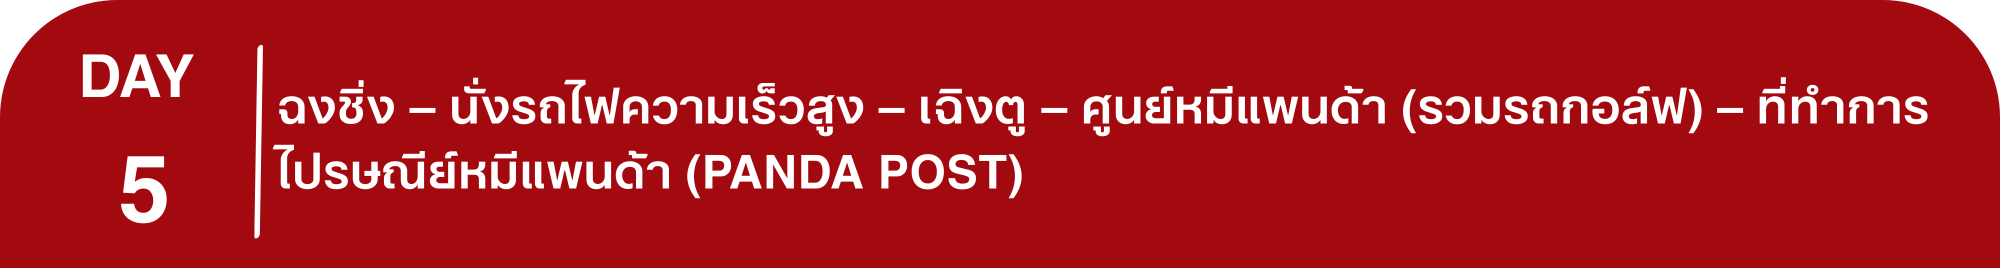 DAY
5
ฉงชิ่ง – นั่งรถไฟความเร็วสูง – เฉิงตู – ศูนย์หมีแพนด้า (รวมรถกอล์ฟ) – ที่ทำการ
ไปรษณีย์หมีแพนด้า (PANDA POST)